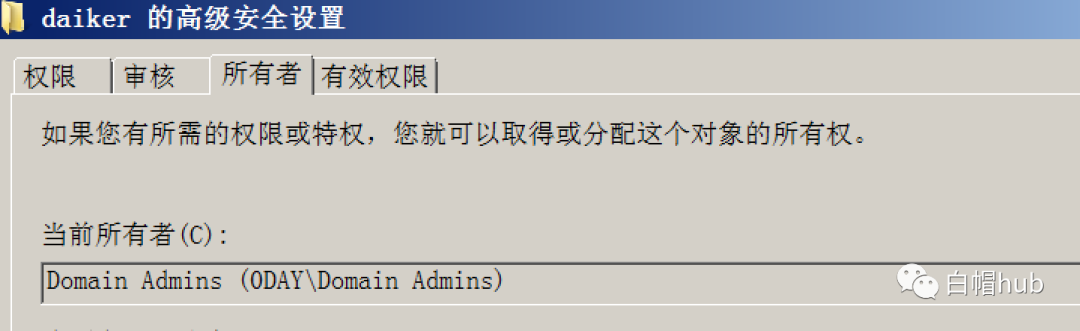 daiker 的高级安全设置
权限 审核 所有者 有效权限
如果您有所需的权限或特权，您就可以取得或分配这个对象的所有权。
当前所有者(C):
Domain Admins (ODAY\Domain Admins)
白帽hub